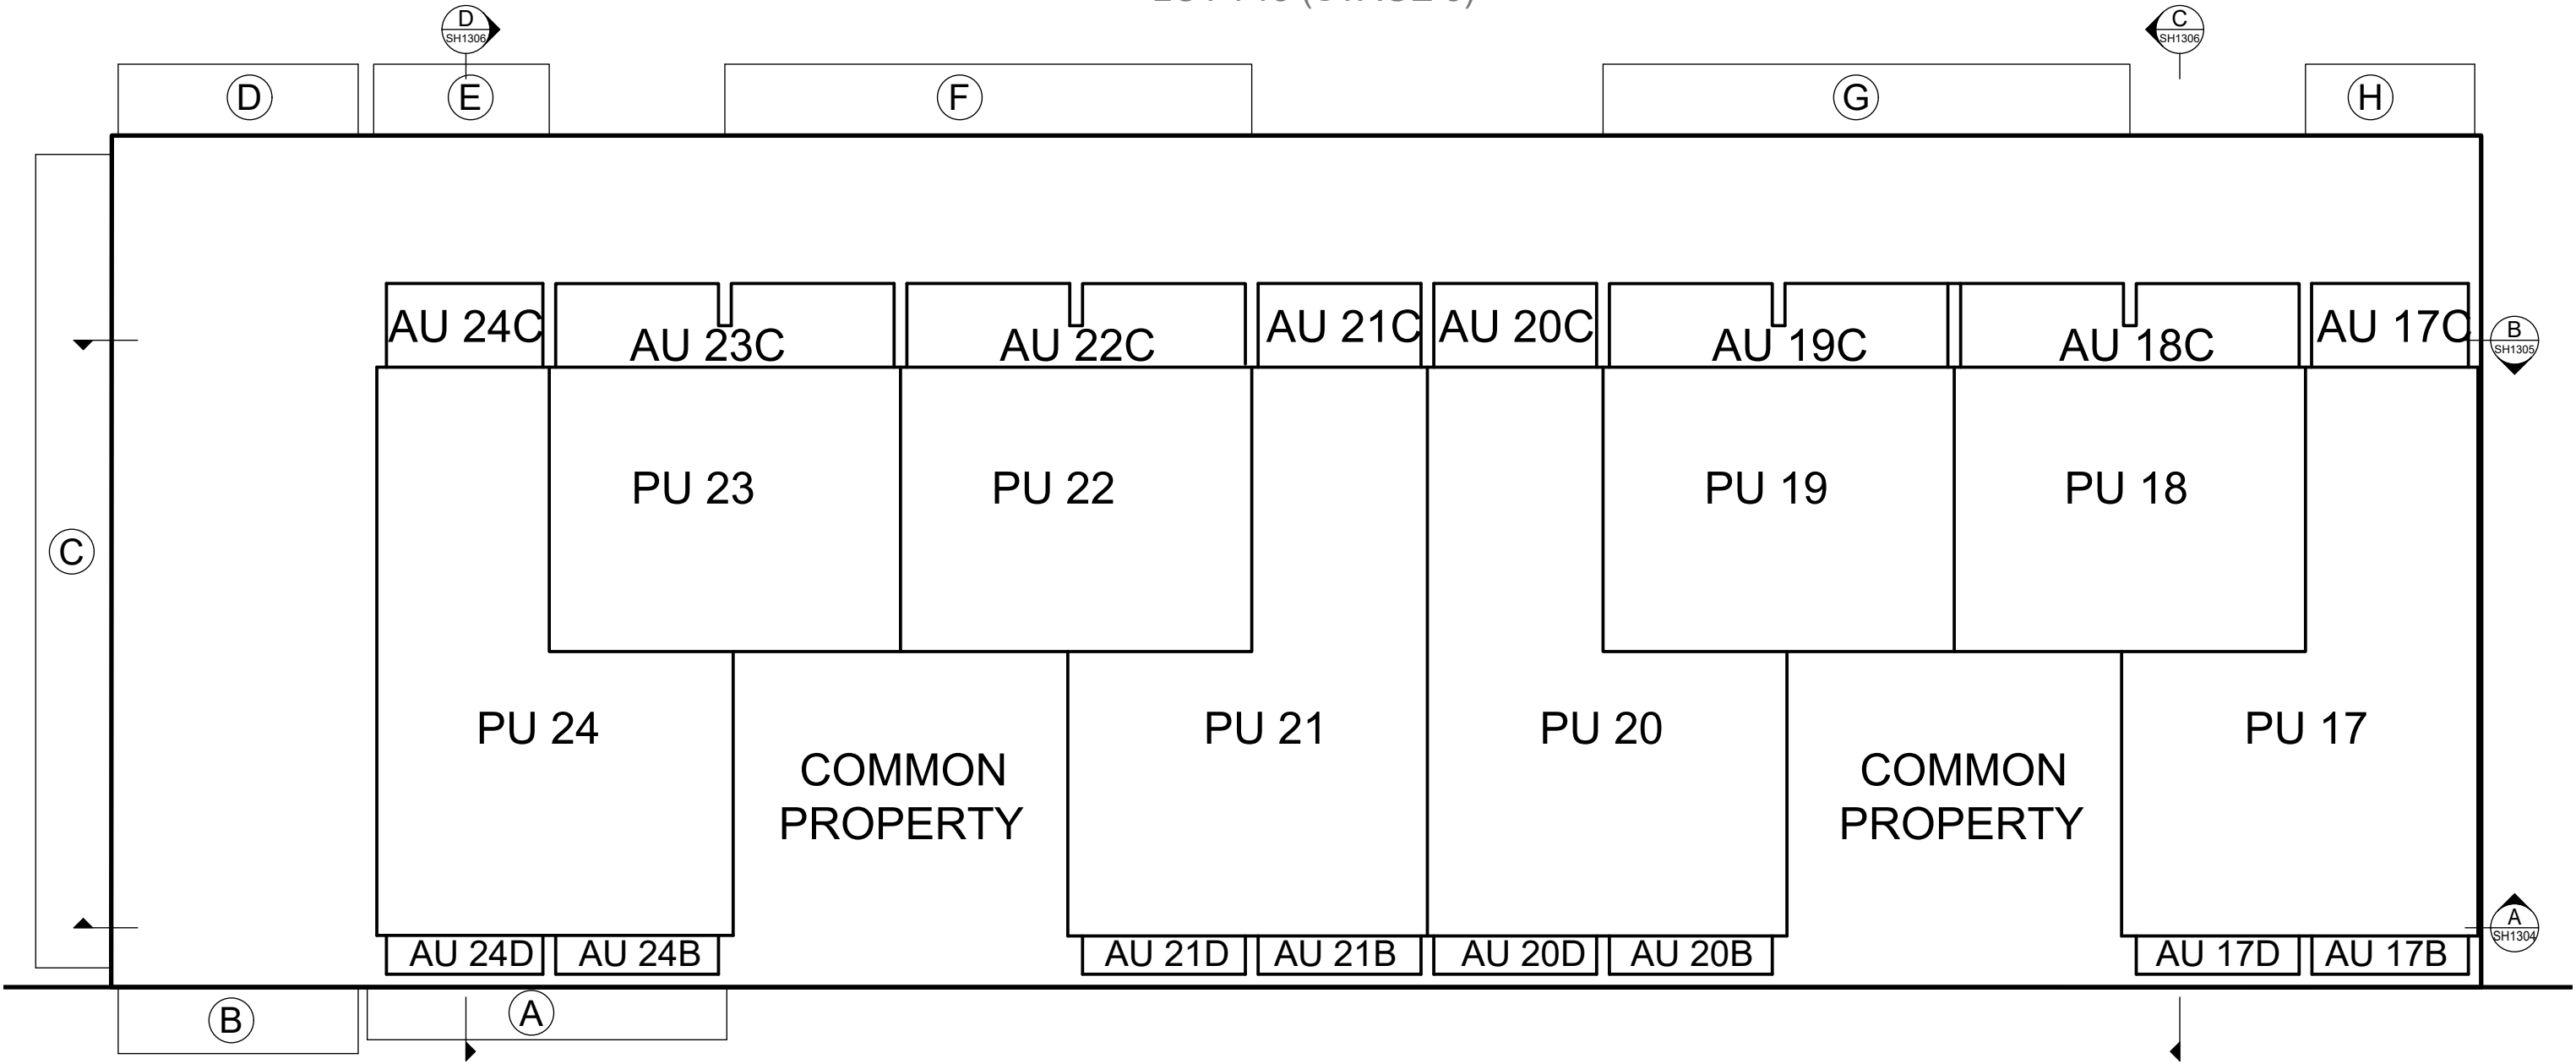 D
SH1306
C
SH1306
D
E
F
G
H
AU 24C
AU 23C
AU 22C
AU 21C
AU 20C
AU 19C
AU 18C
AU 17C
B
SH1305
PU 23
PU 22
PU 19
PU 18
C
PU 24
PU 21
PU 20
PU 17
COMMON
PROPERTY
COMMON
PROPERTY
A
SH1304
AU 24D
AU 24B
AU 21D
AU 21B
AU 20D
AU 20B
AU 17D
AU 17B
B
A